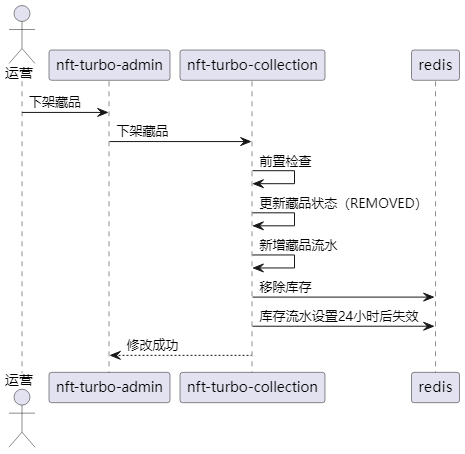 运营
nft-turbo-admin
nft-turbo-collection
redis
下架藏品
下架藏品
前置检查
更新藏品状态（REMOVED）
新增藏品流水
移除库存
库存流水设置24小时后失效
修改成功
运营
nft-turbo-admin
nft-turbo-collection
redis